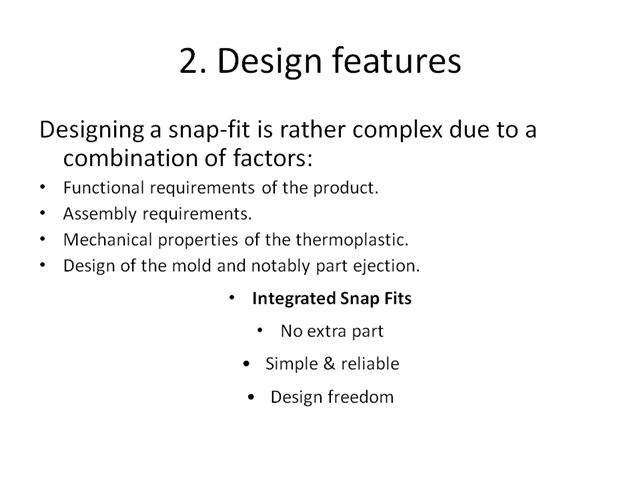 2. Design features
Designing a snap-fit is rather complex due to a
combination of factors:
• Functional requirements of the product.
• Assembly requirements.
• Mechanical properties of the thermoplastic.
• Design of the mold and notably part ejection.
• Integrated Snap Fits
• No extra part
• Simple & reliable
• Design freedom